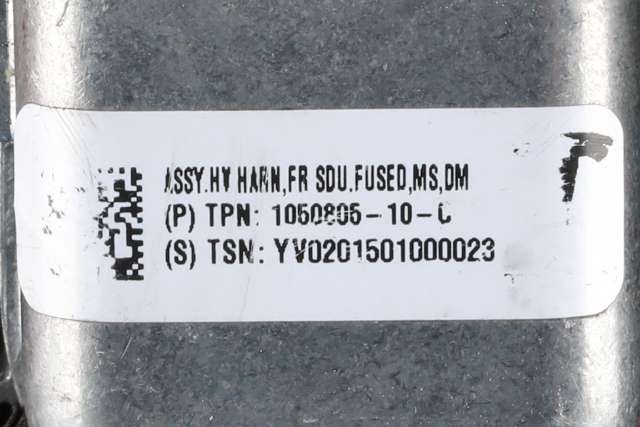 ASSY,HV HARN,FR SDU,FUSED,MS,DM
(P) TPN: 1050805-10-C
(S) TSN: YV0201501000023